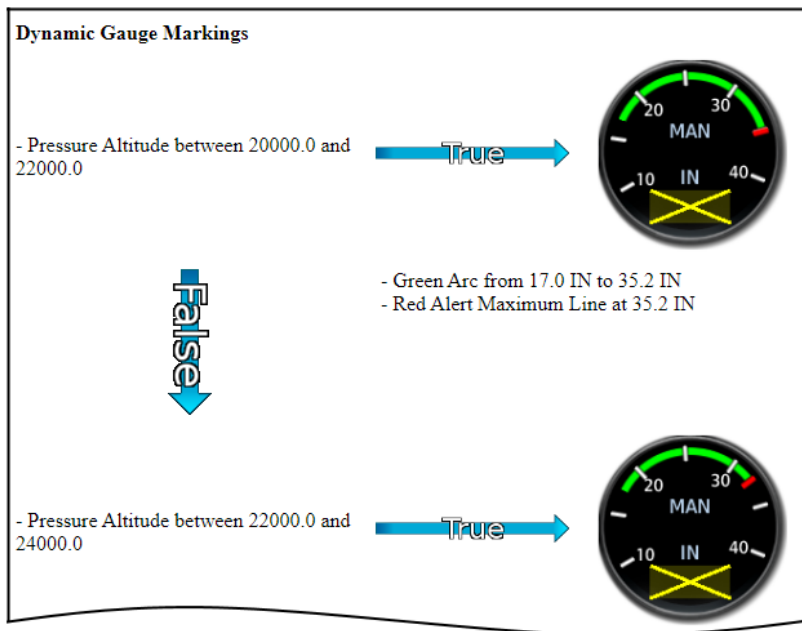 Dynamic Gauge Markings
20 30
MAN
- Pressure Altitude between 20000.0 and
22000.0
True
10 IN 40
- Green Arc from 17.0 IN to 35.2 IN
- Red Alert Maximum Line at 35.2 IN
False
20 30
MAN
- Pressure Altitude between 22000.0 and
24000.0
True
10 IN 40